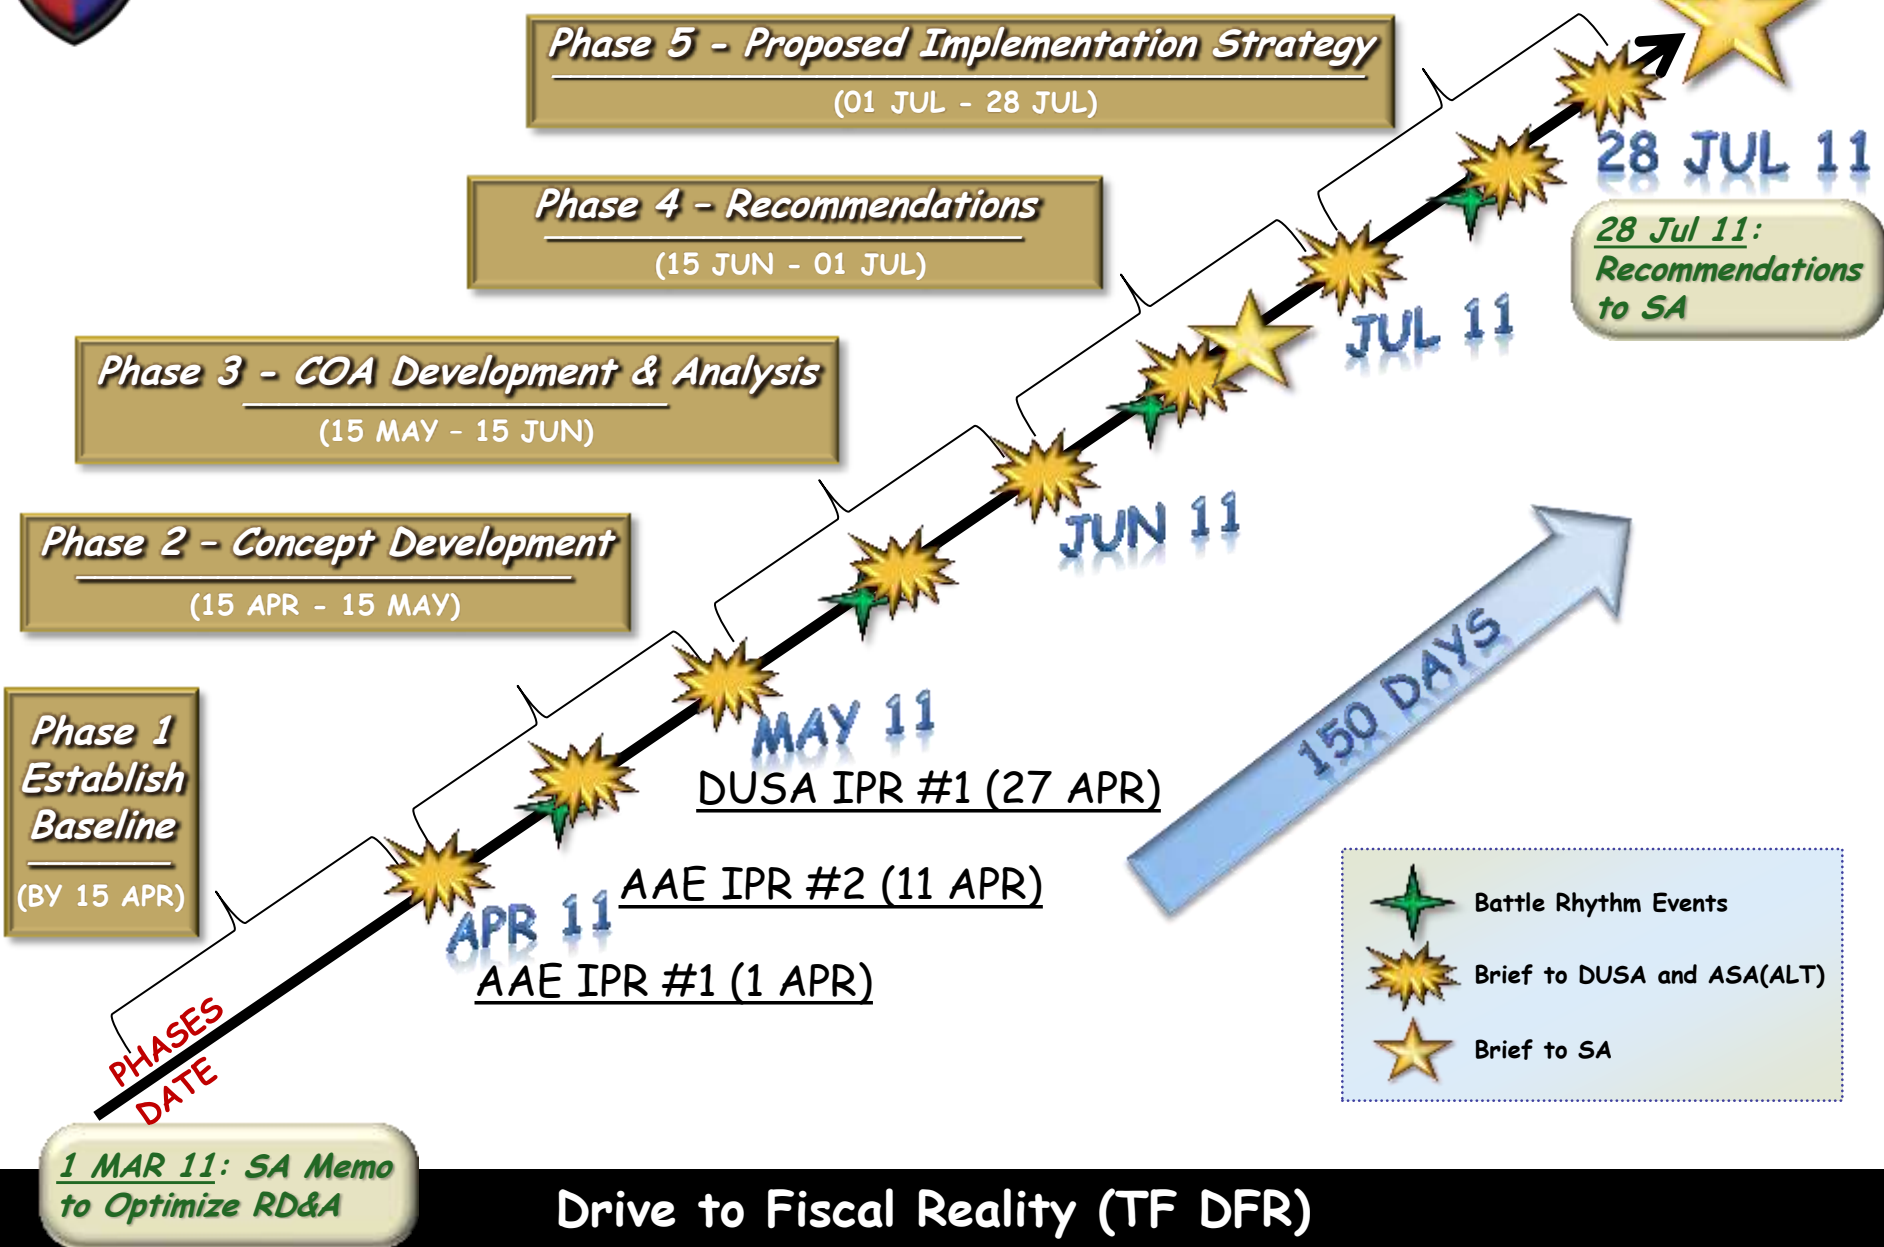 Phase 5 - Proposed Implementation Strategy
(01 JUL - 28 JUL)
28 JUL 11
28 Jul 11:
Recommendations
to SA
Phase 4 – Recommendations
(15 JUN - 01 JUL)
JUL 11
Phase 3 - COA Development & Analysis
(15 MAY - 15 JUN)
JUN 11
Phase 2 – Concept Development
(15 APR - 15 MAY)
MAY 11
150 DAYS
Phase 1
Establish
Baseline
(BY 15 APR)
DUSA IPR #1 (27 APR)
AAE IPR #2 (11 APR)
APR 11
AAE IPR #1 (1 APR)
Battle Rhythm Events
Brief to DUSA and ASA(ALT)
Brief to SA
PHASES
DATE
1 MAR 11: SA Memo
to Optimize RD&A
Drive to Fiscal Reality (TF DFR)